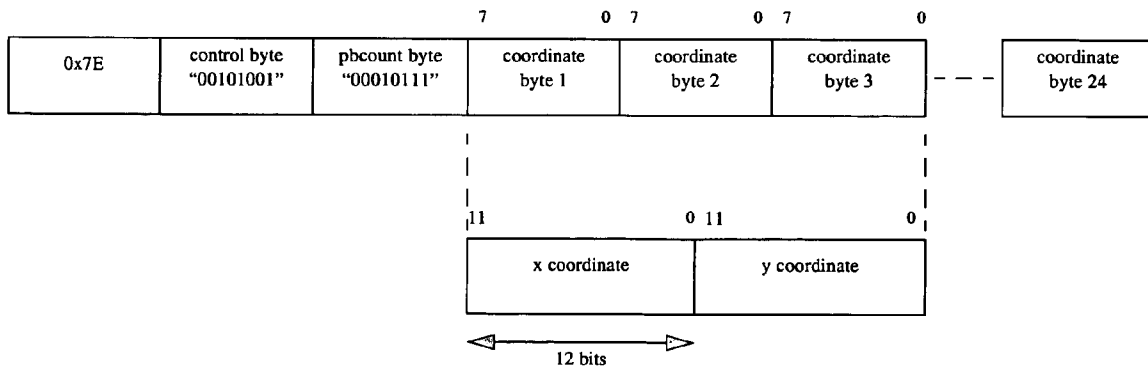 7 0 7 0 7 0
0x7E control byte pbcount byte coordinate coordinate coordinate coordinate
"00101001" "00010111" byte 1 byte 2 byte 3 byte 24
11 0 11 0
x coordinate y coordinate
12 bits